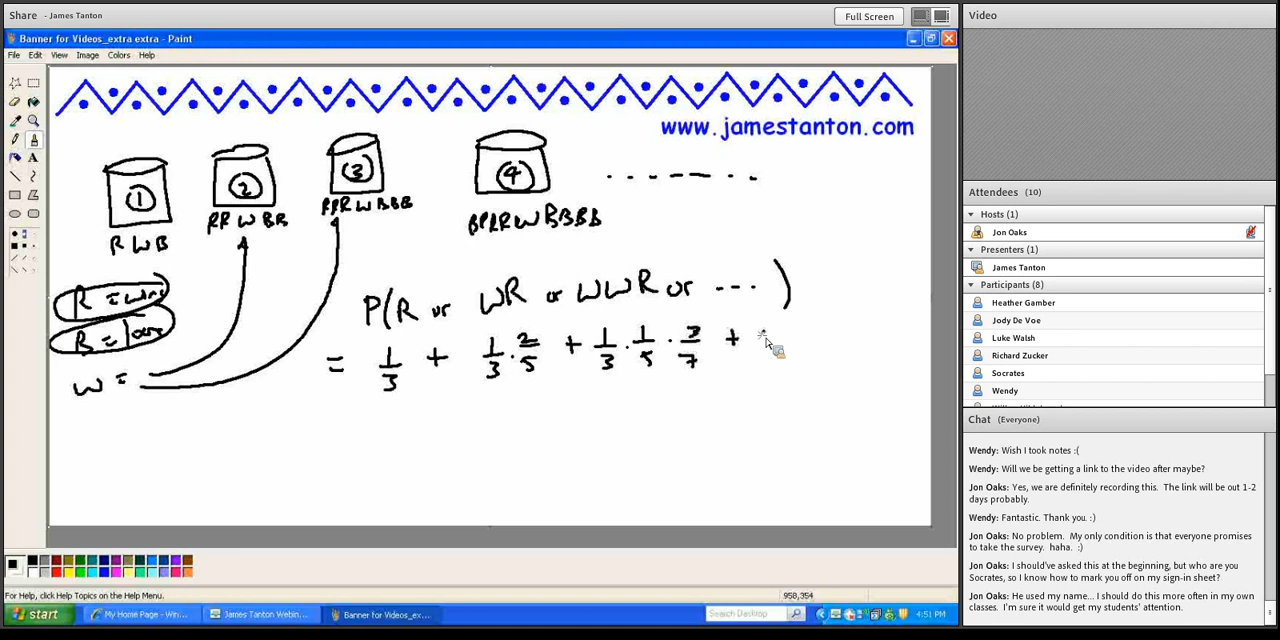 Share - James Tanton
Full Screen
Video
Banner for Videos_extra extra - Paint
File Edit View Image Colors Help
www.jamestanton.com
1 2 3 4
R W B
RR W BB
RRR W BBB
RRRR W BBBB
R = win
B = lose
W =
P(R or WR or WWR or --- )
= 1/3 + 1/3 · 2/5 + 1/3 · 1/5 · 3/7 +
For Help, click Help Topics on the Help Menu.
958,354
start
My Home Page - Win...
James Tanton Webin...
Banner for Videos_ex...
Search Desktop
4:51 PM
Attendees (10)
Hosts (1)
Jon Oaks
Presenters (1)
James Tanton
Participants (8)
Heather Gamber
Jody De Voe
Luke Walsh
Richard Zucker
Socrates
Wendy
Chat (Everyone)
Wendy: Wish I took notes :(
Wendy: Will we be getting a link to the video after maybe?
Jon Oaks: Yes, we are definitely recording this. The link will be out 1-2
days probably.
Wendy: Fantastic. Thank you. :)
Jon Oaks: No problem. My only condition is that everyone promises
to take the survey. haha. :)
Jon Oaks: I should've asked this at the beginning, but who are you
Socrates, so I know how to mark you off on my sign-in sheet?
Jon Oaks: He used my name... I should do this more often in my own
classes. I'm sure it would get my students' attention.